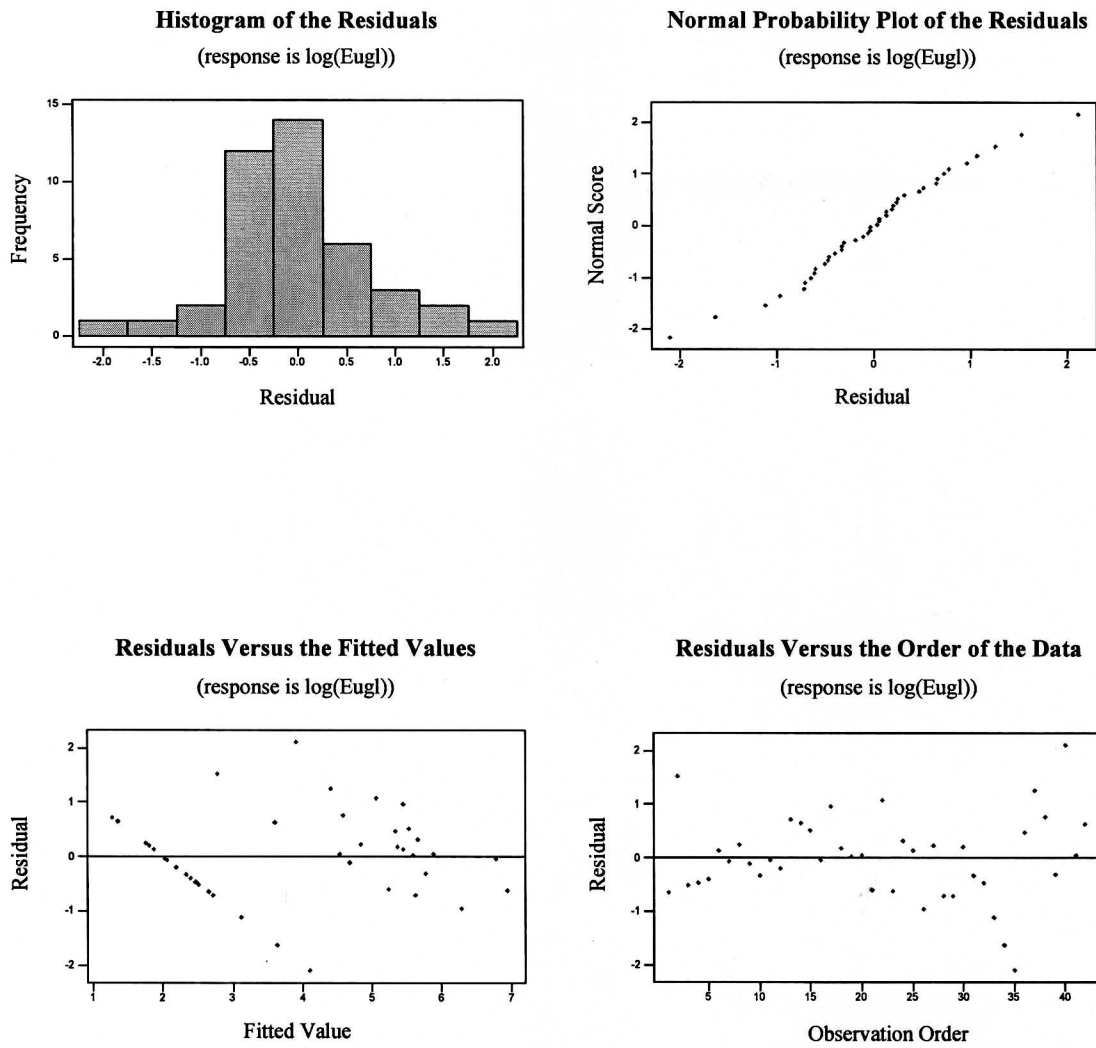 Histogram of the Residuals
(response is log(Eugl))
15
10
5
0
Frequency
-2.0 -1.5 -1.0 -0.5 0.0 0.5 1.0 1.5 2.0
Residual
Normal Probability Plot of the Residuals
(response is log(Eugl))
2
1
0
-1
-2
Normal Score
-2 -1 0 1 2
Residual
Residuals Versus the Fitted Values
(response is log(Eugl))
2
1
0
-1
-2
Residual
1 2 3 4 5 6 7
Fitted Value
Residuals Versus the Order of the Data
(response is log(Eugl))
2
1
0
-1
-2
Residual
5 10 15 20 25 30 35 40
Observation Order